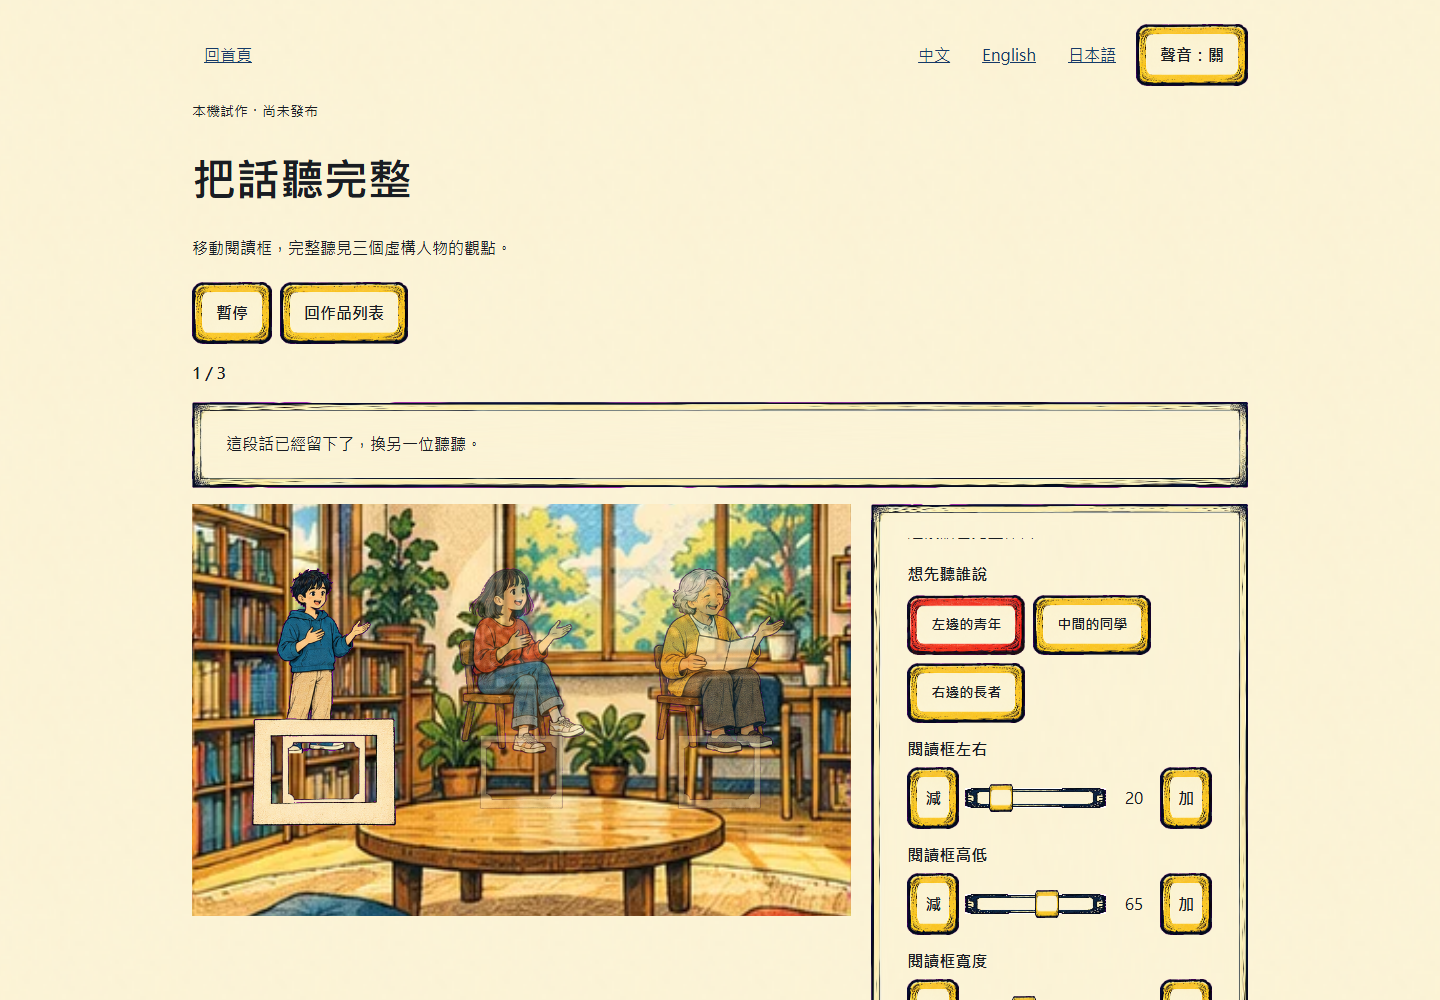 回首頁
中文 English 日本語 聲音：關
本機試作・尚未發布
把話聽完整
移動閱讀框，完整聽見三個虛構人物的觀點。
暫停 回作品列表
1 / 3
這段話已經留下了，換另一位聽聽。
想先聽誰說
左邊的青年 中間的同學
右邊的長者
閱讀框左右
減 20 加
閱讀框高低
減 65 加
閱讀框寬度